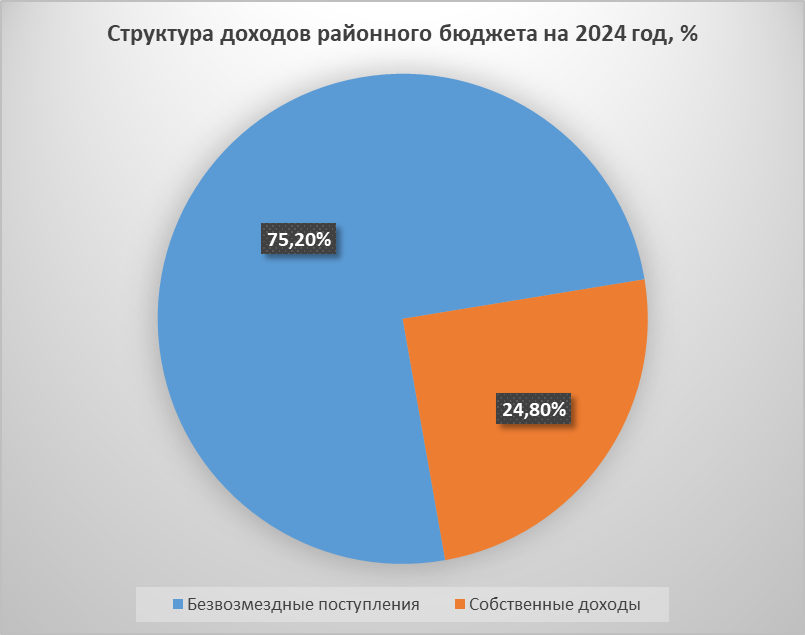 Структура доходов районного бюджета на 2024 год, %
75,20%
24,80%
Безвозмездные поступления Собственные доходы